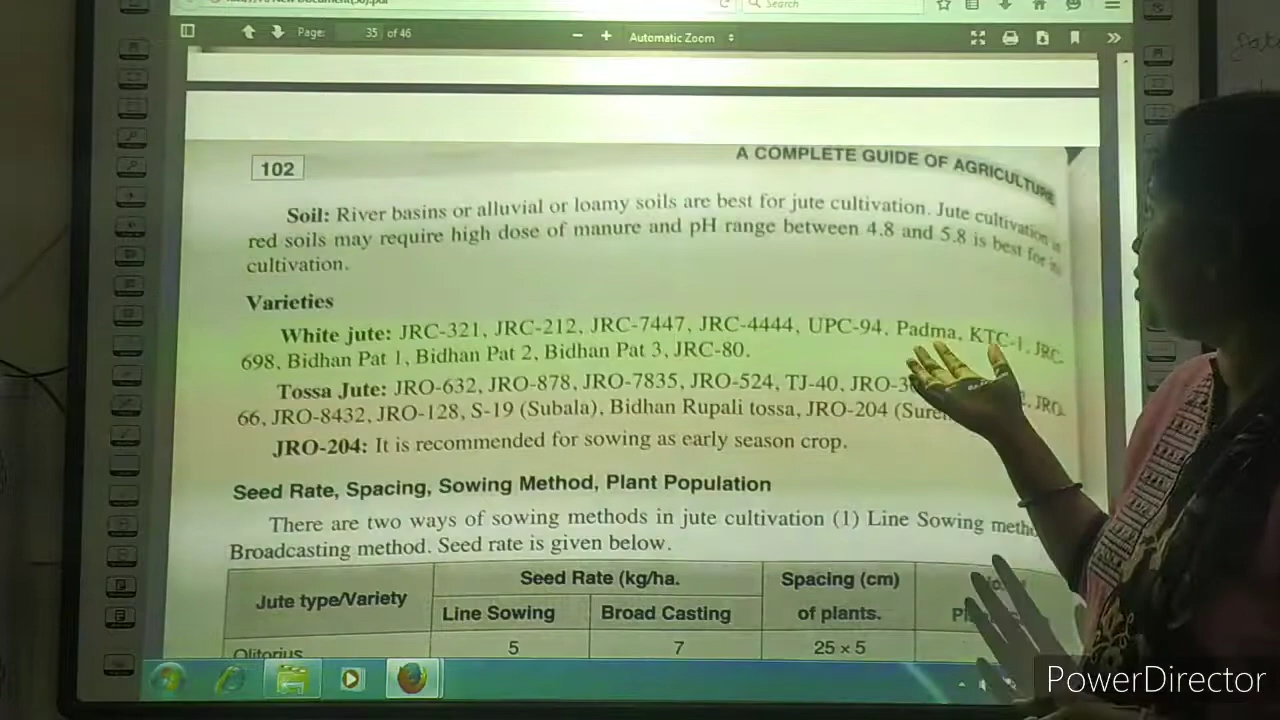 Page: 35 of 46
Automatic Zoom
Search
102
A COMPLETE GUIDE OF AGRICULTURE
Soil: River basins or alluvial or loamy soils are best for jute cultivation. Jute cultivation in
red soils may require high dose of manure and pH range between 4.8 and 5.8 is best for its
cultivation.
Varieties
White jute: JRC-321, JRC-212, JRC-7447, JRC-4444, UPC-94, Padma, KTC-1, JRC-
698, Bidhan Pat 1, Bidhan Pat 2, Bidhan Pat 3, JRC-80.
Tossa Jute: JRO-632, JRO-878, JRO-7835, JRO-524, TJ-40, JRO-3 2, JRO-
66, JRO-8432, JRO-128, S-19 (Subala), Bidhan Rupali tossa, JRO-204
JRO-204: It is recommended for sowing as early season crop.
Seed Rate, Spacing, Sowing Method, Plant Population
There are two ways of sowing methods in jute cultivation (1) Line Sowing
Broadcasting method. Seed rate is given below.
Jute type/Variety
Seed Rate (kg/ha.
Spacing (cm)
Line Sowing
Broad Casting
of plants.
Olitorius
5
7
25 × 5
PowerDirector